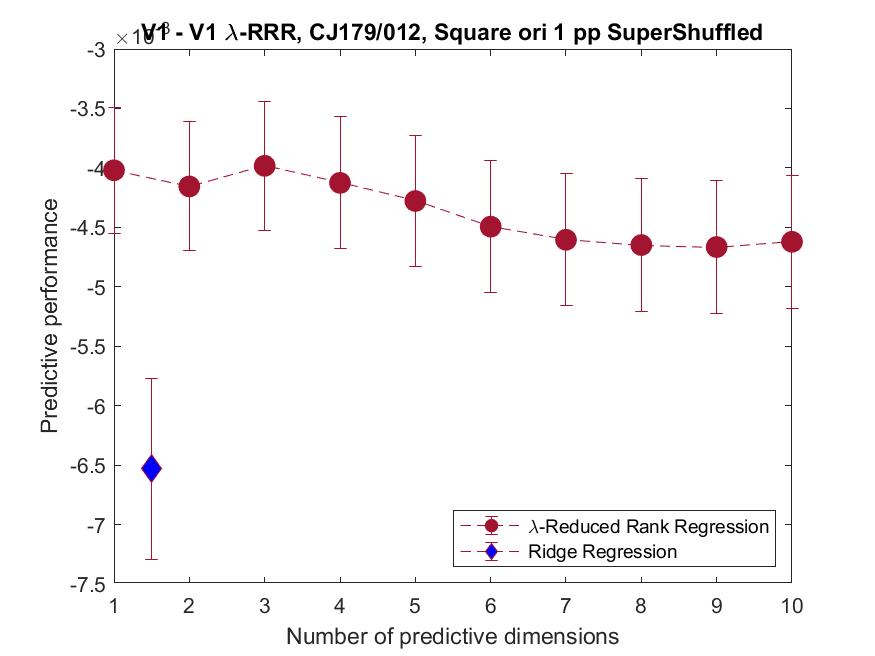 V1 - V1 λ-RRR, CJ179/012, Square ori 1 pp SuperShuffled
-3
-3.5
-4
-4.5
-5
-5.5
-6
-6.5
-7
-7.5
Predictive performance
λ-Reduced Rank Regression
Ridge Regression
1 2 3 4 5 6 7 8 9 10
Number of predictive dimensions